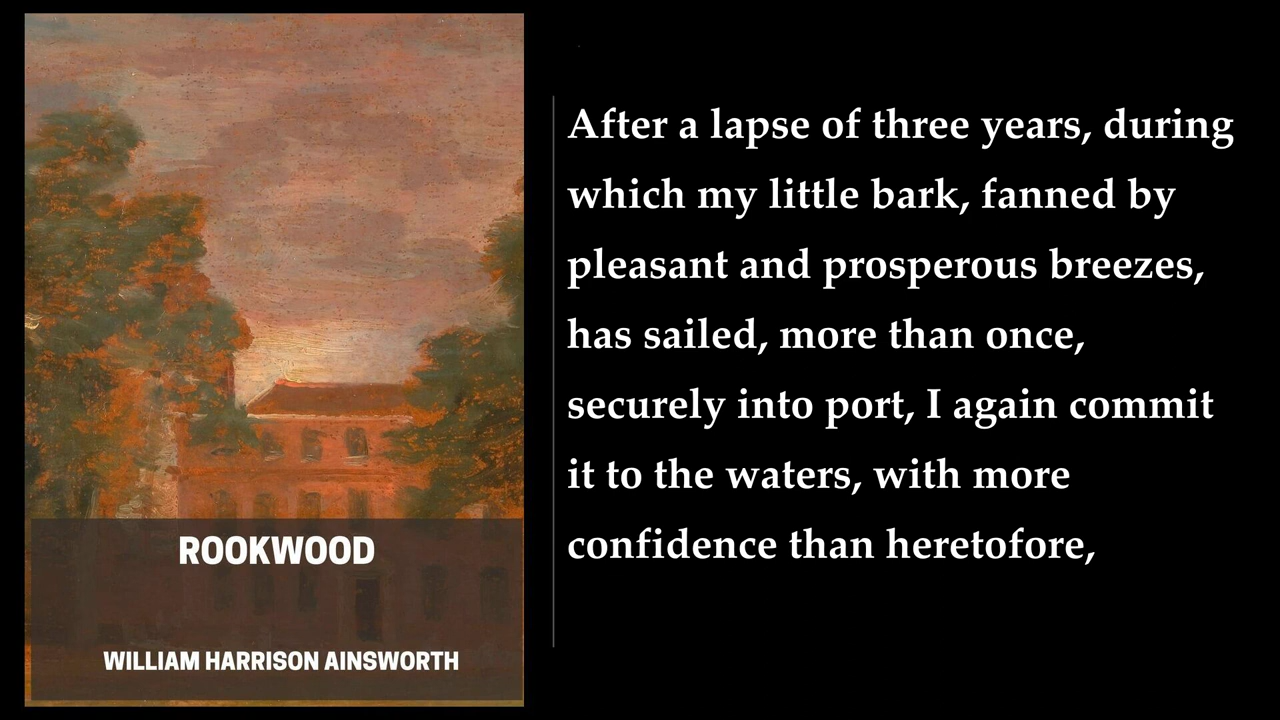 ROOKWOOD
WILLIAM HARRISON AINSWORTH
After a lapse of three years, during
which my little bark, fanned by
pleasant and prosperous breezes,
has sailed, more than once,
securely into port, I again commit
it to the waters, with more
confidence than heretofore,